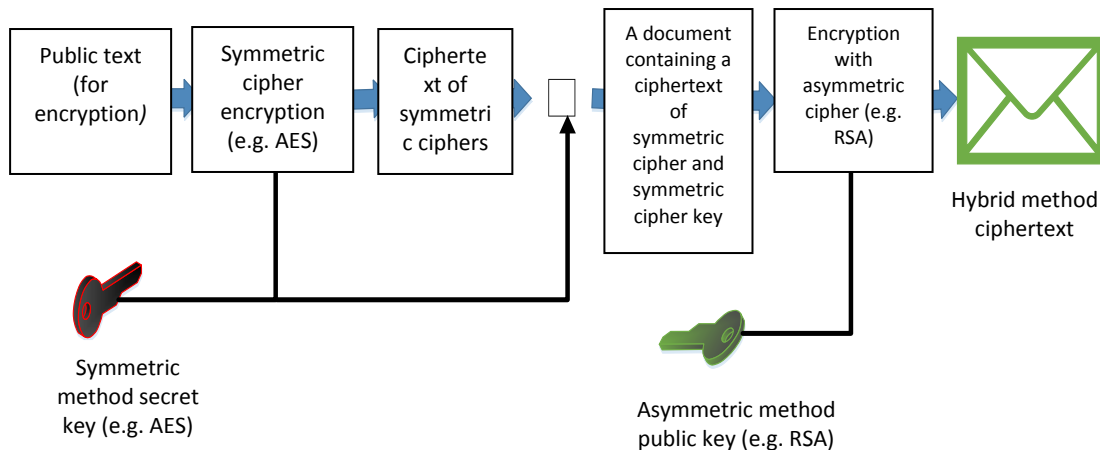 Public text
(for
encryption)
Symmetric
cipher
encryption
(e.g. AES)
Cipherte
xt of
symmetri
c ciphers
A document
containing a
ciphertext
of
symmetric
cipher and
symmetric
cipher key
Encryption
with
asymmetric
cipher (e.g.
RSA)
Hybrid method
ciphertext
Symmetric
method secret
key (e.g. AES)
Asymmetric method
public key (e.g. RSA)